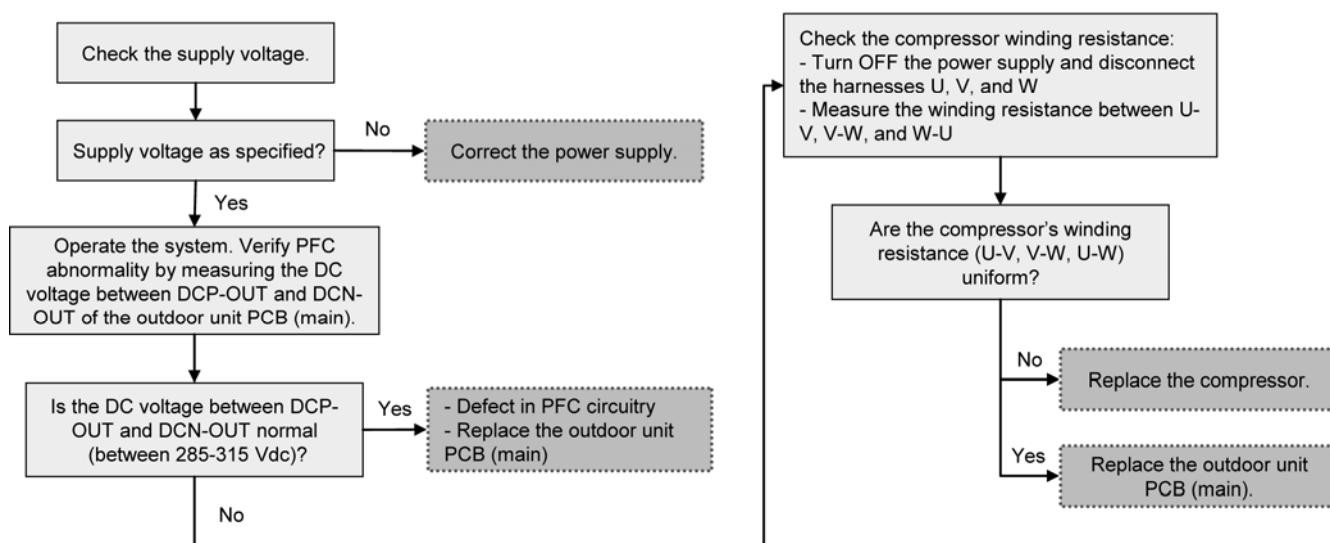 Check the supply voltage.
Supply voltage as specified?
No
Correct the power supply.
Yes
Operate the system. Verify PFC
abnormality by measuring the DC
voltage between DCP-OUT and DCN-
OUT of the outdoor unit PCB (main).
Is the DC voltage between DCP-
OUT and DCN-OUT normal
(between 285-315 Vdc)?
Yes
- Defect in PFC circuitry
- Replace the outdoor unit
PCB (main)
No
Check the compressor winding resistance:
- Turn OFF the power supply and disconnect
the harnesses U, V, and W
- Measure the winding resistance between U-
V, V-W, and W-U
Are the compressor's winding
resistance (U-V, V-W, U-W)
uniform?
No
Replace the compressor.
Yes
Replace the outdoor unit
PCB (main).